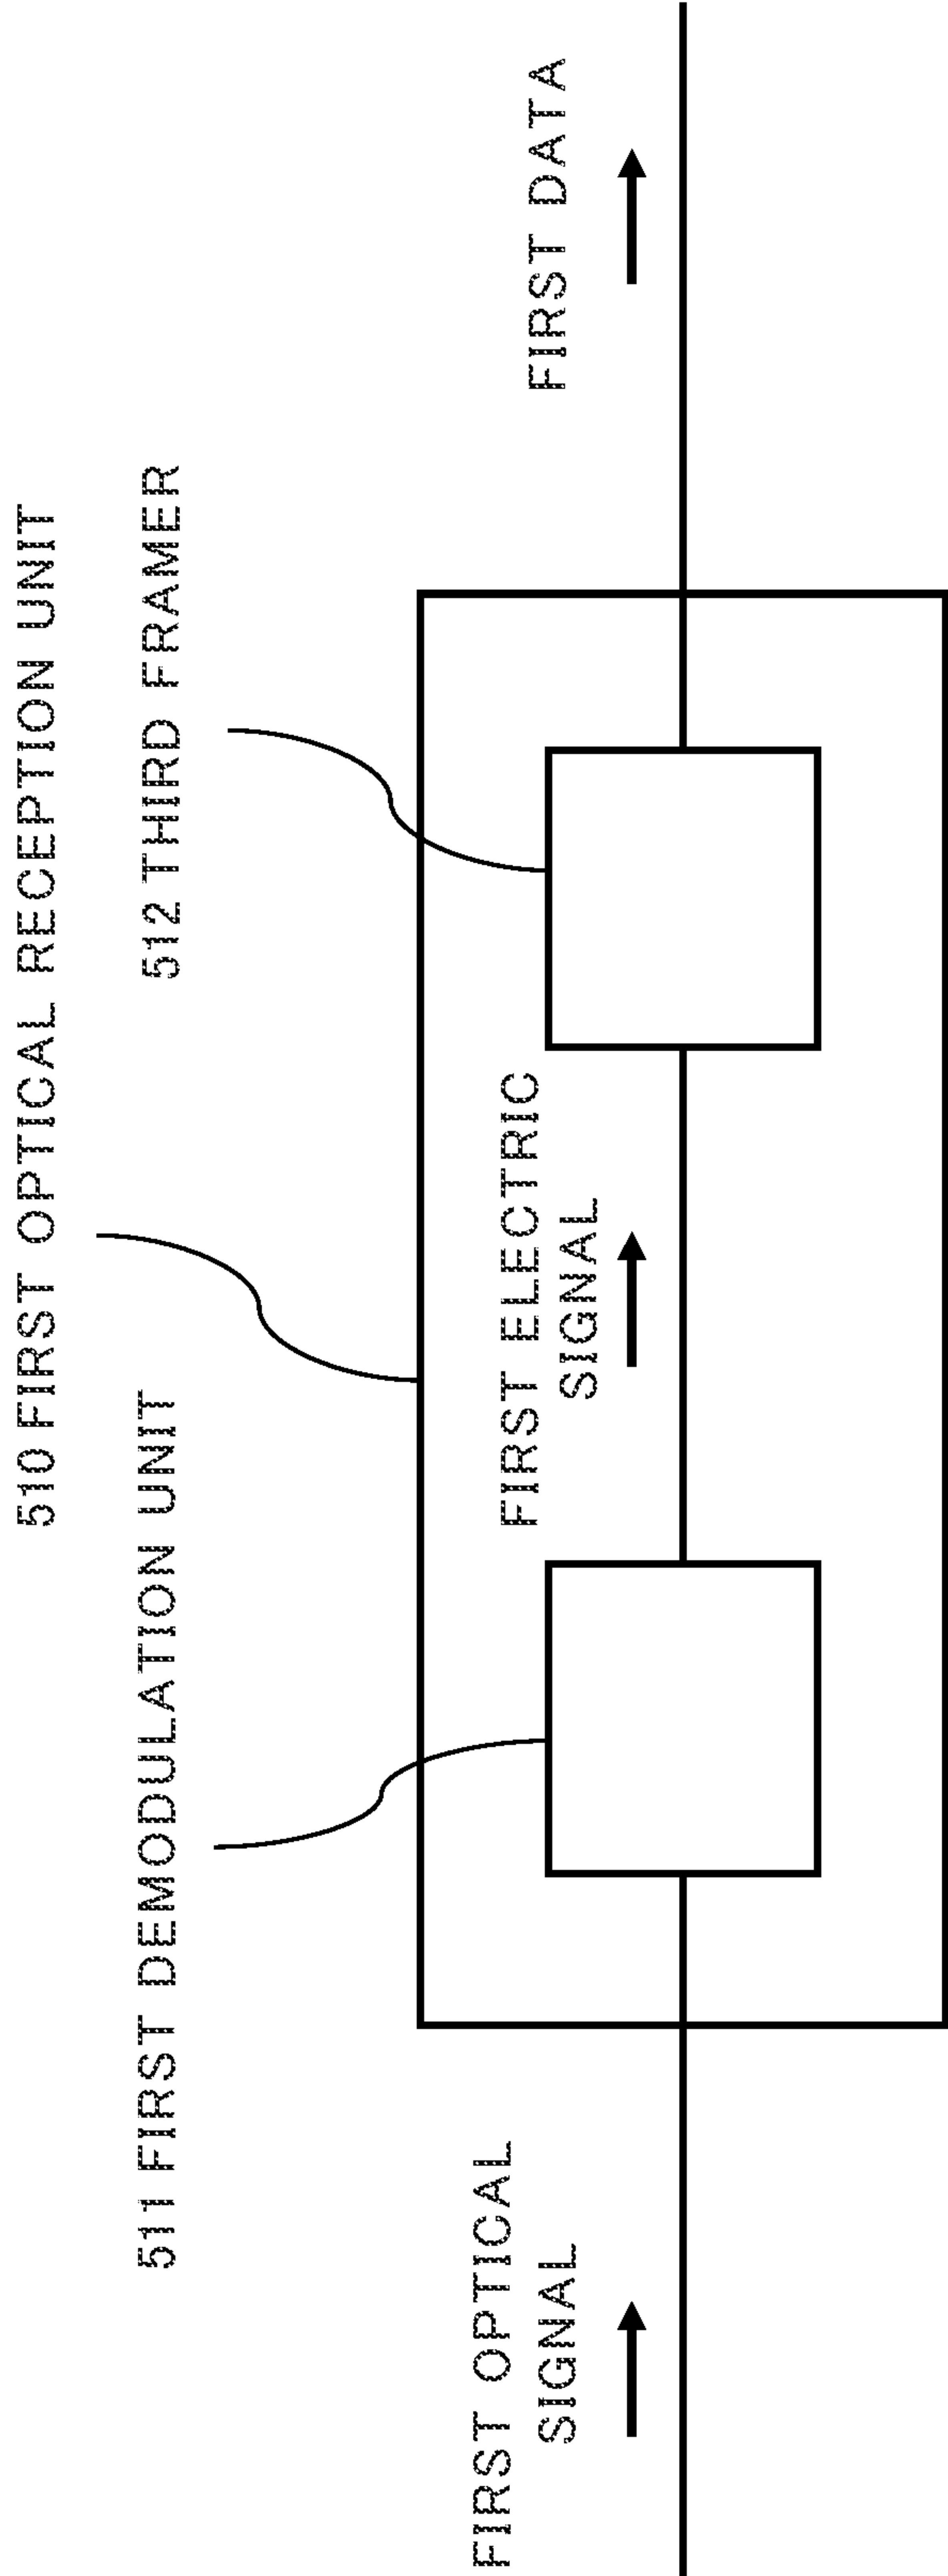 510 FIRST OPTICAL RECEPTION UNIT
511 FIRST DEMODULATION UNIT
512 THIRD FRAMER
FIRST OPTICAL
SIGNAL
FIRST ELECTRIC
SIGNAL
FIRST DATA